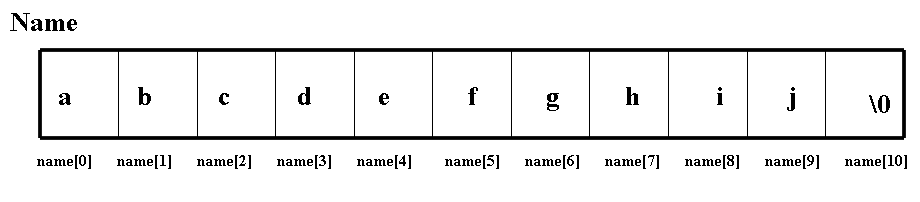 Name
a b c d e f g h i j \0
name[0] name[1] name[2] name[3] name[4] name[5] name[6] name[7] name[8] name[9] name[10]